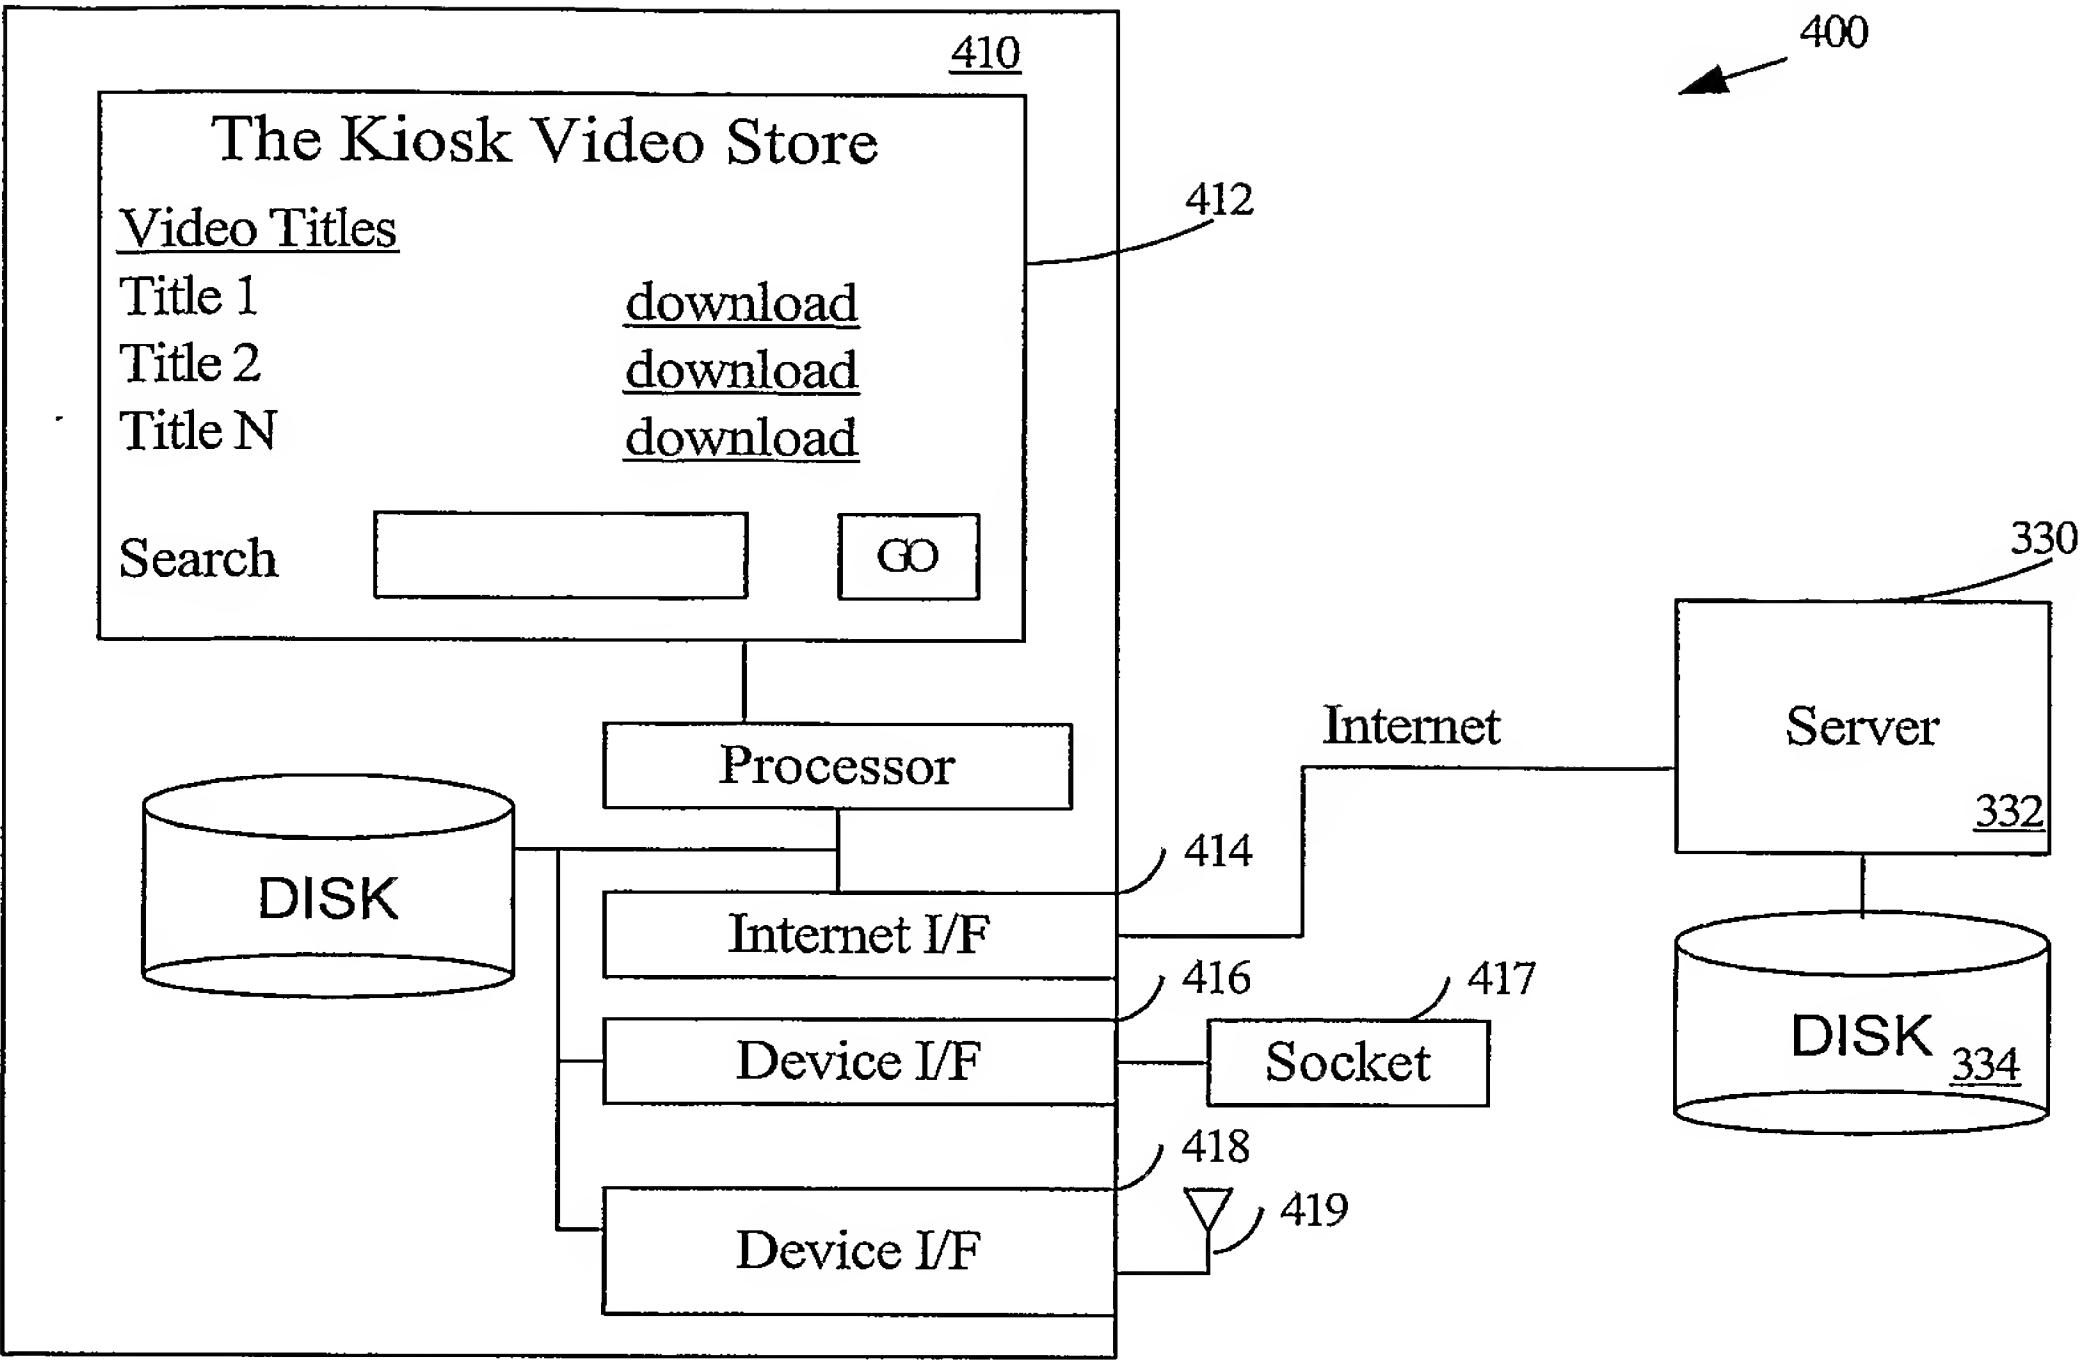 400
410
The Kiosk Video Store
412
Video Titles
Title 1 download
Title 2 download
Title N download
Search GO
330
Internet
Server
332
Processor
414
DISK
Internet I/F
416
417
Device I/F
Socket
DISK
334
418
419
Device I/F